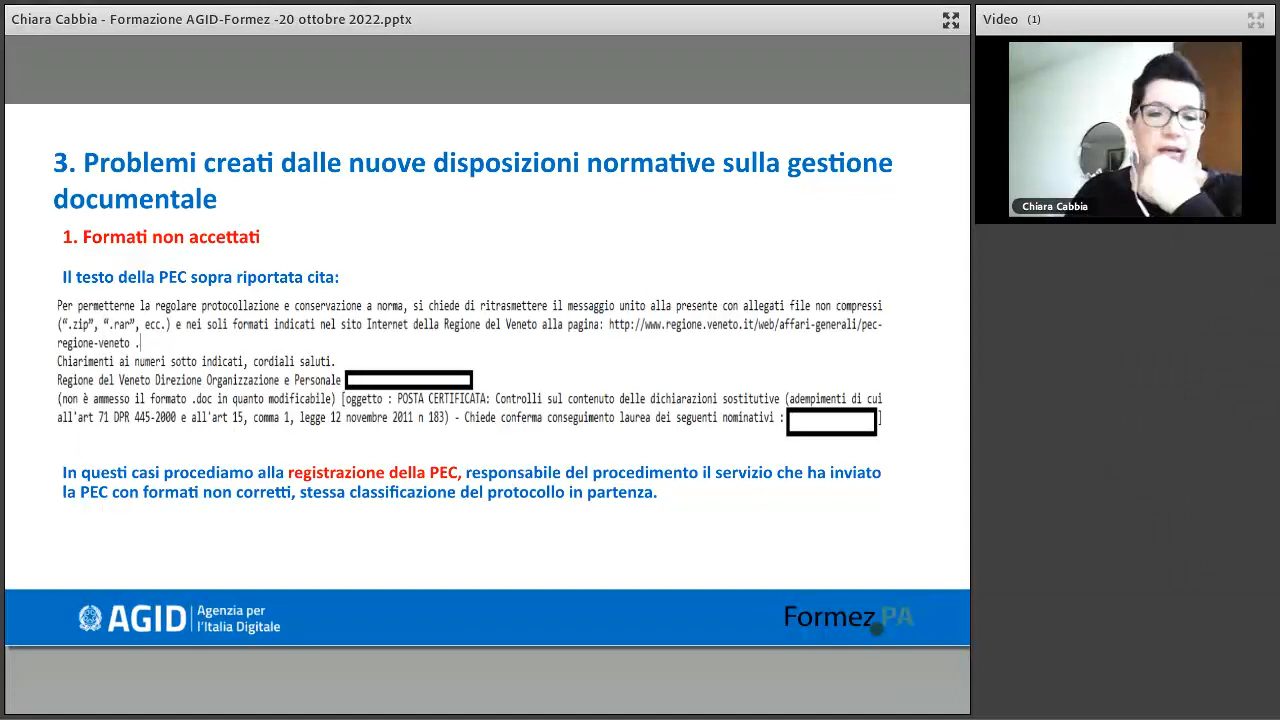 Chiara Cabbia - Formazione AGID-Formez -20 ottobre 2022.pptx
Video (1)
Chiara Cabbia
3. Problemi creati dalle nuove disposizioni normative sulla gestione
documentale
1. Formati non accettati
Il testo della PEC sopra riportata cita:
Per permetterne la regolare protocollazione e conservazione a norma, si chiede di ritrasmettere il messaggio unito alla presente con allegati file non compressi
(“.zip”, “.rar”, ecc.) e nei soli formati indicati nel sito Internet della Regione del Veneto alla pagina: http://www.regione.veneto.it/web/affari-generali/pec-
regione-veneto .
Chiarimenti ai numeri sotto indicati, cordiali saluti.
Regione del Veneto Direzione Organizzazione e Personale
(non è ammesso il formato .doc in quanto modificabile) [oggetto : POSTA CERTIFICATA: Controlli sul contenuto delle dichiarazioni sostitutive (adempimenti di cui
all'art 71 DPR 445-2000 e all'art 15, comma 1, legge 12 novembre 2011 n 183) - Chiede conferma conseguimento laurea dei seguenti nominativi : ]
In questi casi procediamo alla registrazione della PEC, responsabile del procedimento il servizio che ha inviato
la PEC con formati non corretti, stessa classificazione del protocollo in partenza.
AGID
Agenzia per
l'Italia Digitale
Formez PA